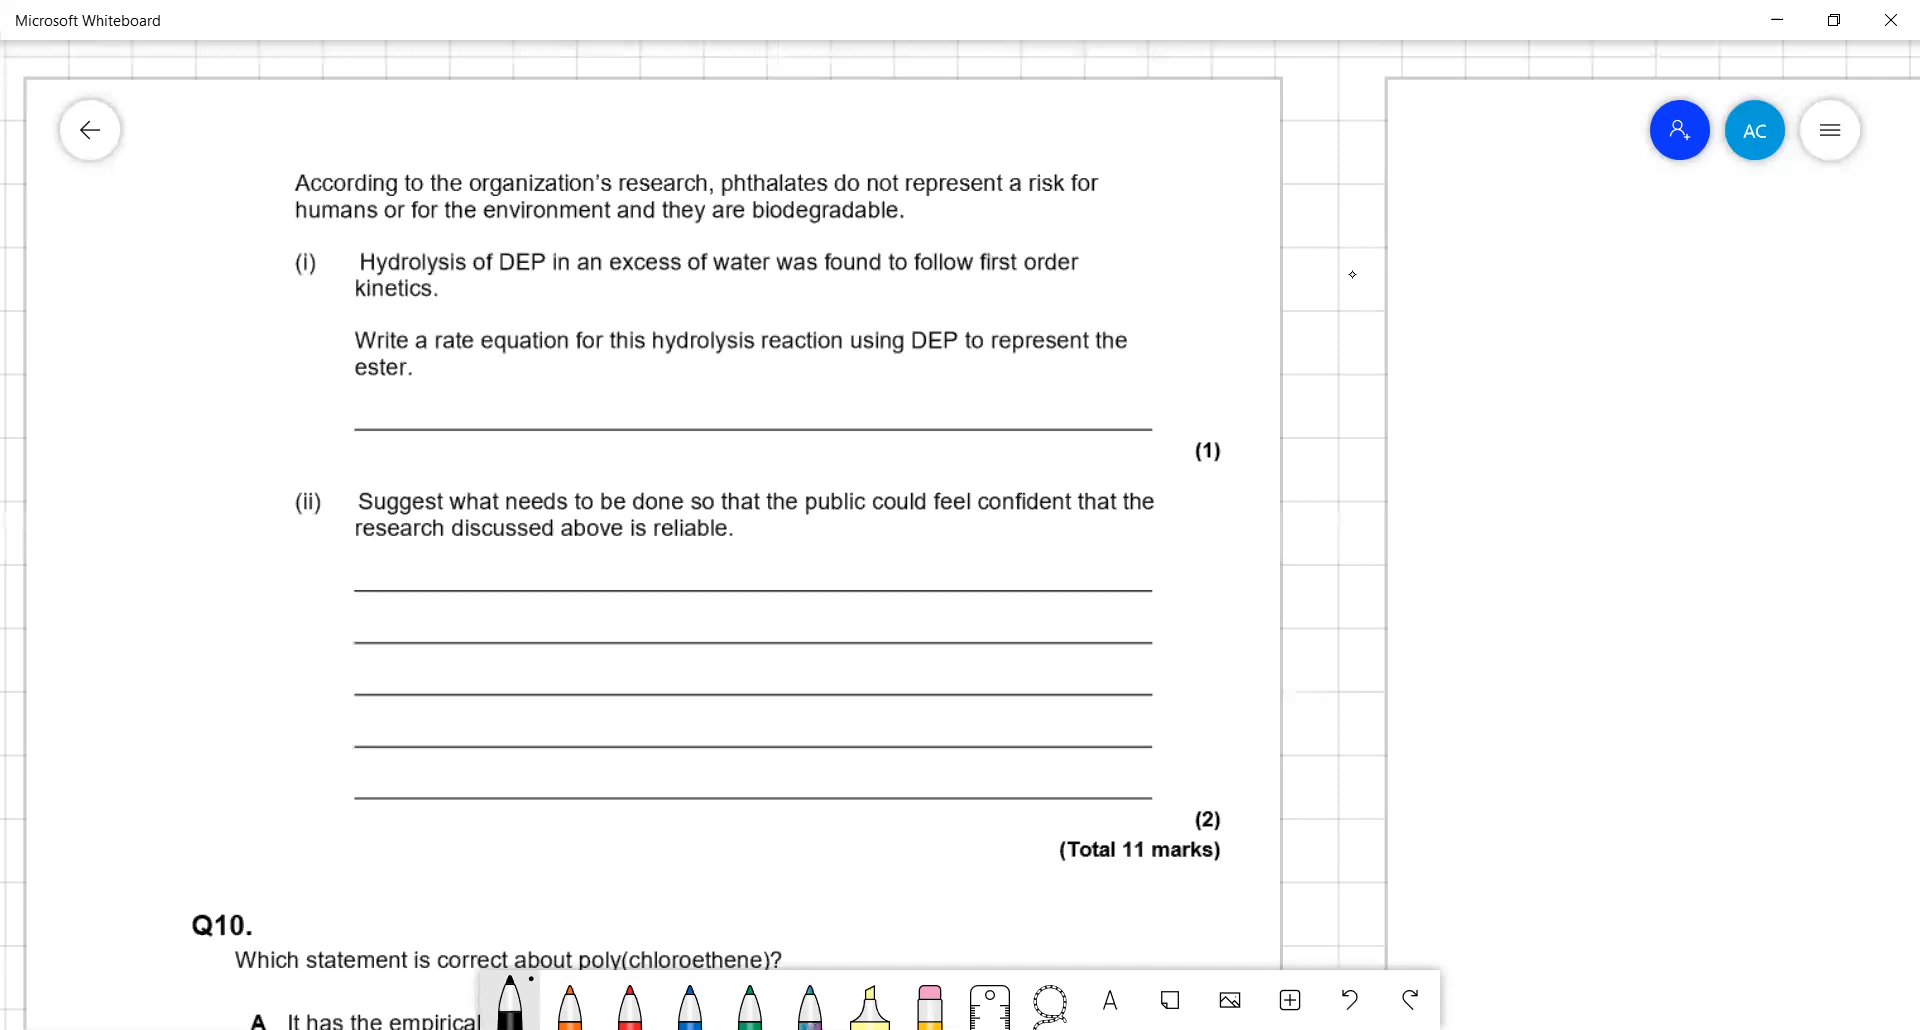 Microsoft Whiteboard
AC
According to the organization's research, phthalates do not represent a risk for
humans or for the environment and they are biodegradable.
(i) Hydrolysis of DEP in an excess of water was found to follow first order
kinetics.
Write a rate equation for this hydrolysis reaction using DEP to represent the
ester.
(1)
(ii) Suggest what needs to be done so that the public could feel confident that the
research discussed above is reliable.
(2)
(Total 11 marks)
Q10.
Which statement is correct about poly(chloroethene)?
A It has the empirical